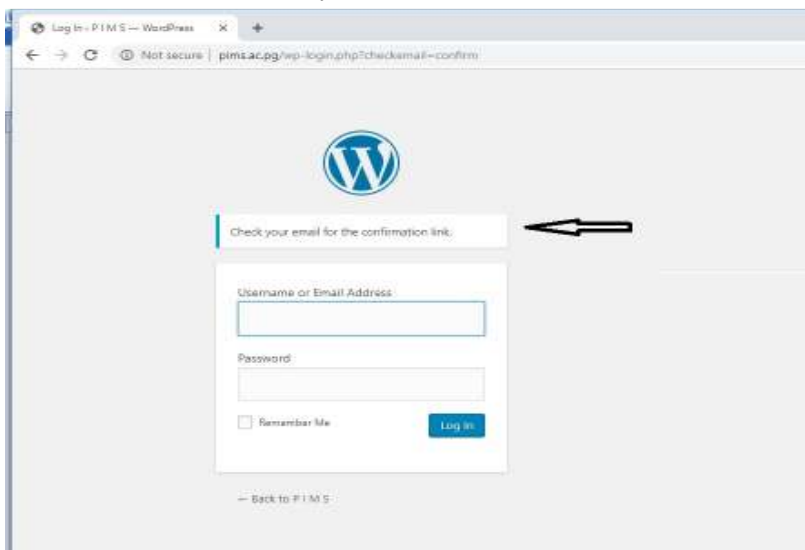 Log In ‹ P I M S — WordPress
Not secure | pims.ac.pg/wp-login.php?checkemail=confirm
Check your email for the confirmation link.
Username or Email Address
Password
Remember Me
Log In
← Back to P I M S